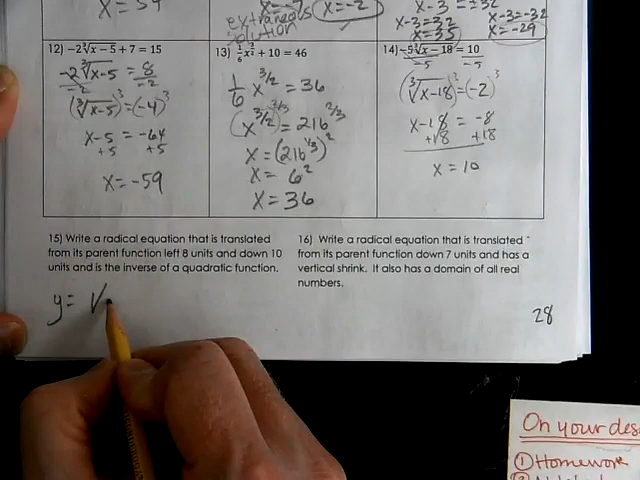 x = 59
extraneous
solution
x = -7
x = -2
x - 3 = ±32
x - 3 = 32
x = 35
x - 3 = -32
x = -29
12) -2∛x - 5 + 7 = 15
-2∛x-5 = 8
-2 -2
(∛x-5)³ = (-4)³
x - 5 = -64
+5 +5
x = -59
13) 1/6 x^3/2 + 10 = 46
1/6 x^3/2 = 36
(x^3/2)^2/3 = 216^2/3
x = (216^1/3)²
x = 6²
x = 36
14) -5∛x - 18 = 10
-5 -5
(∛x-18)³ = (-2)³
x - 18 = -8
+18 +18
x = 10
15) Write a radical equation that is translated
from its parent function left 8 units and down 10
units and is the inverse of a quadratic function.
y = √
16) Write a radical equation that is translated
from its parent function down 7 units and has a
vertical shrink. It also has a domain of all real
numbers.
28
On your des
① Homework